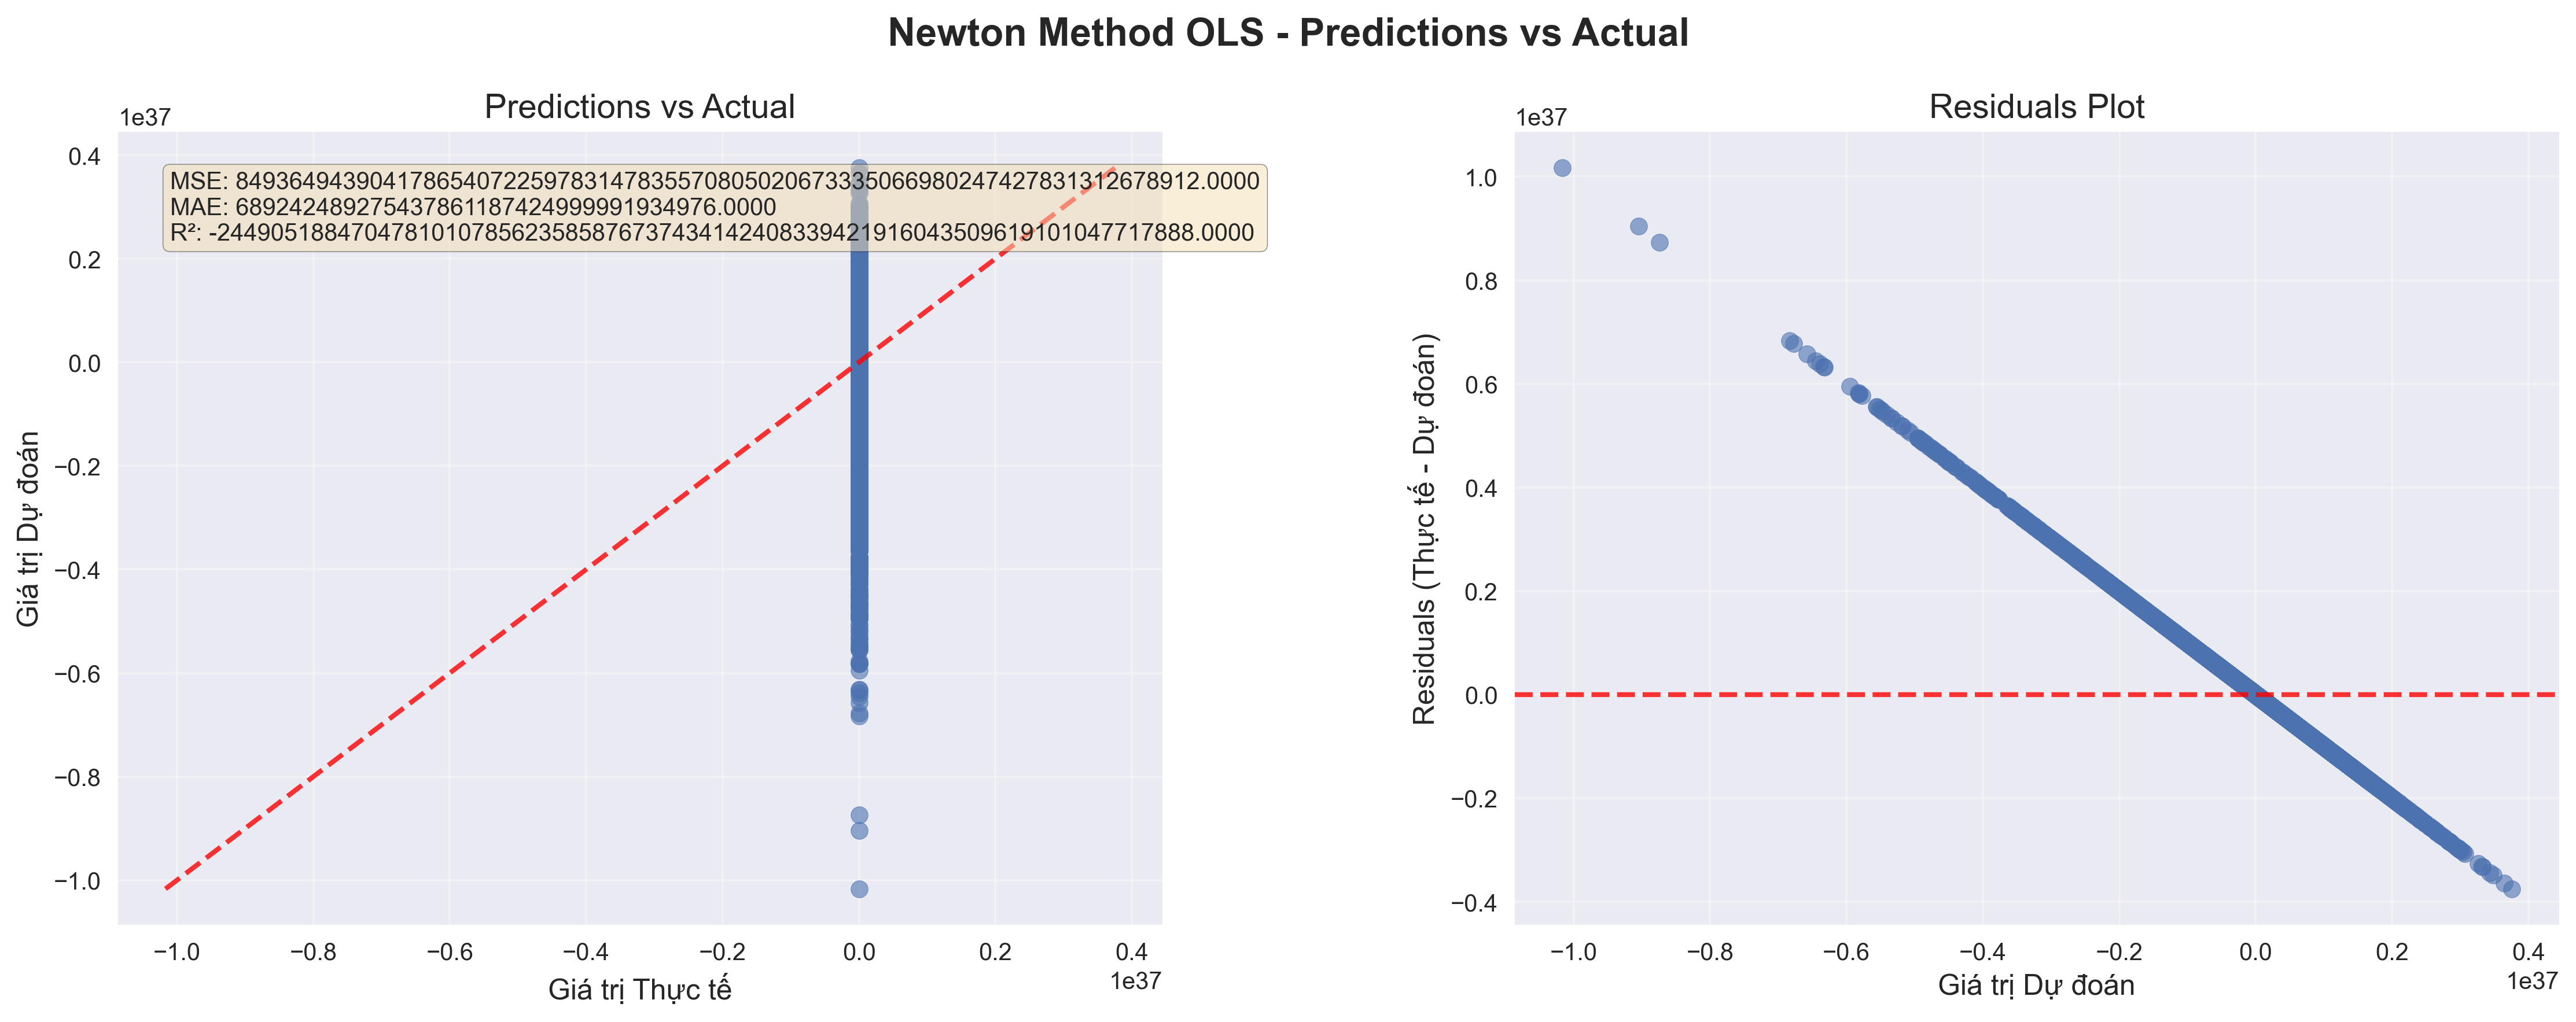 Newton Method OLS - Predictions vs Actual
Predictions vs Actual
1e37
0.4
0.2
0.0
−0.2
−0.4
−0.6
−0.8
−1.0
Giá trị Dự đoán
MSE: 849364943904178654072259783147835570805020673335066980247427831312678912.0000
MAE: 689242489275437861187424999991934976.0000
R²: -2449051884704781010785623585876737434142408339421916043509619101047717888.0000
−1.0
−0.8
−0.6
−0.4
−0.2
0.0
0.2
0.4
1e37
Giá trị Thực tế
Residuals Plot
1e37
1.0
0.8
0.6
0.4
0.2
0.0
−0.2
−0.4
Residuals (Thực tế - Dự đoán)
−1.0
−0.8
−0.6
−0.4
−0.2
0.0
0.2
0.4
1e37
Giá trị Dự đoán